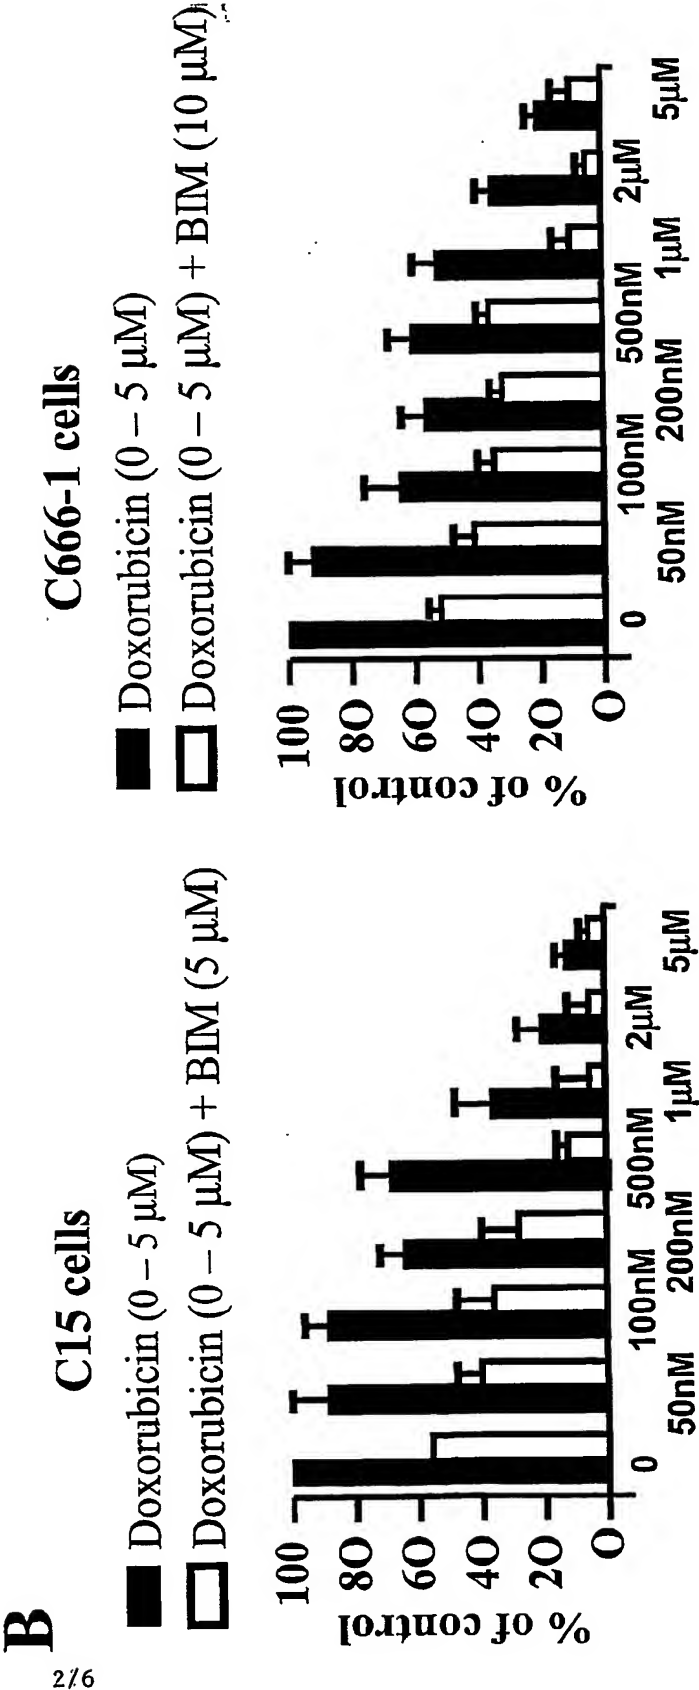 2/6
B
C15 cells
Doxorubicin (0 – 5 μM)
Doxorubicin (0 – 5 μM) + BIM (5 μM)
% of control
100
80
60
40
20
0
0
50nM
100nM
200nM
500nM
1μM
2μM
5μM
C666-1 cells
Doxorubicin (0 – 5 μM)
Doxorubicin (0 – 5 μM) + BIM (10 μM)
% of control
100
80
60
40
20
0
0
50nM
100nM
200nM
500nM
1μM
2μM
5μM